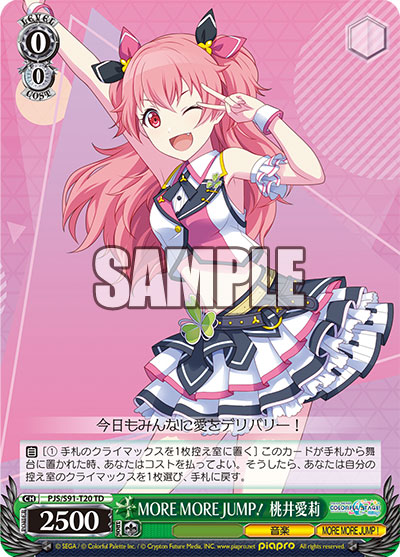 LEVEL
0
0
COST
SAMPLE
今日もみんなに愛をデリバリー！
自【①手札のクライマックスを1枚控え室に置く】このカードが手札から舞
台に置かれた時、あなたはコストを払ってよい。そうしたら、あなたは自分の
控え室のクライマックスを1枚選び、手札に戻す。
CH PJS/S91-T20 TD
MORE MORE JUMP! 桃井愛莉
2500
音楽
MORE MORE JUMP!
© SEGA / © Colorful Palette Inc. / © Crypton Future Media, INC. www.piapro.net piapro All rights reserved.